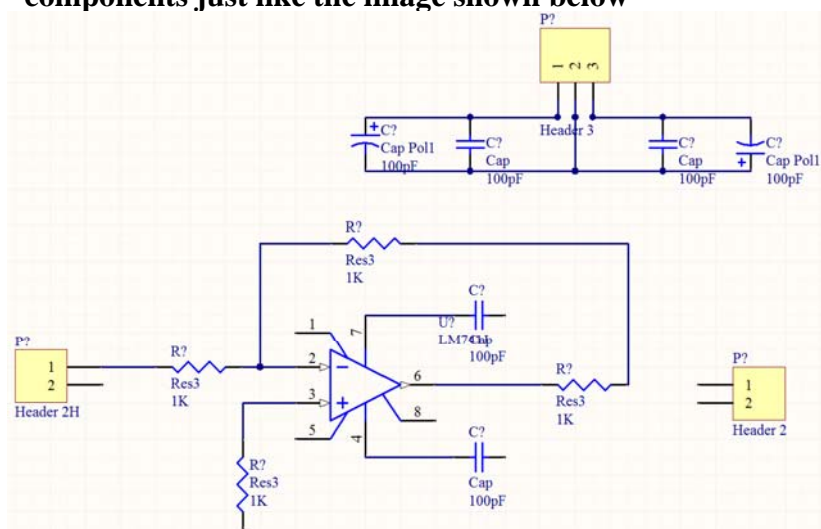 components just like the image shown below
P?
1 2 3
Header 3
C?
Cap Pol1
100pF
C?
Cap
100pF
C?
Cap
100pF
C?
Cap Pol1
100pF
R?
Res3
1K
C?
Cap
100pF
U?
LM741J
1
7
2
3
6
5
4
8
P?
1
2
Header 2H
R?
Res3
1K
R?
Res3
1K
P?
1
2
Header 2
C?
Cap
100pF
R?
Res3
1K